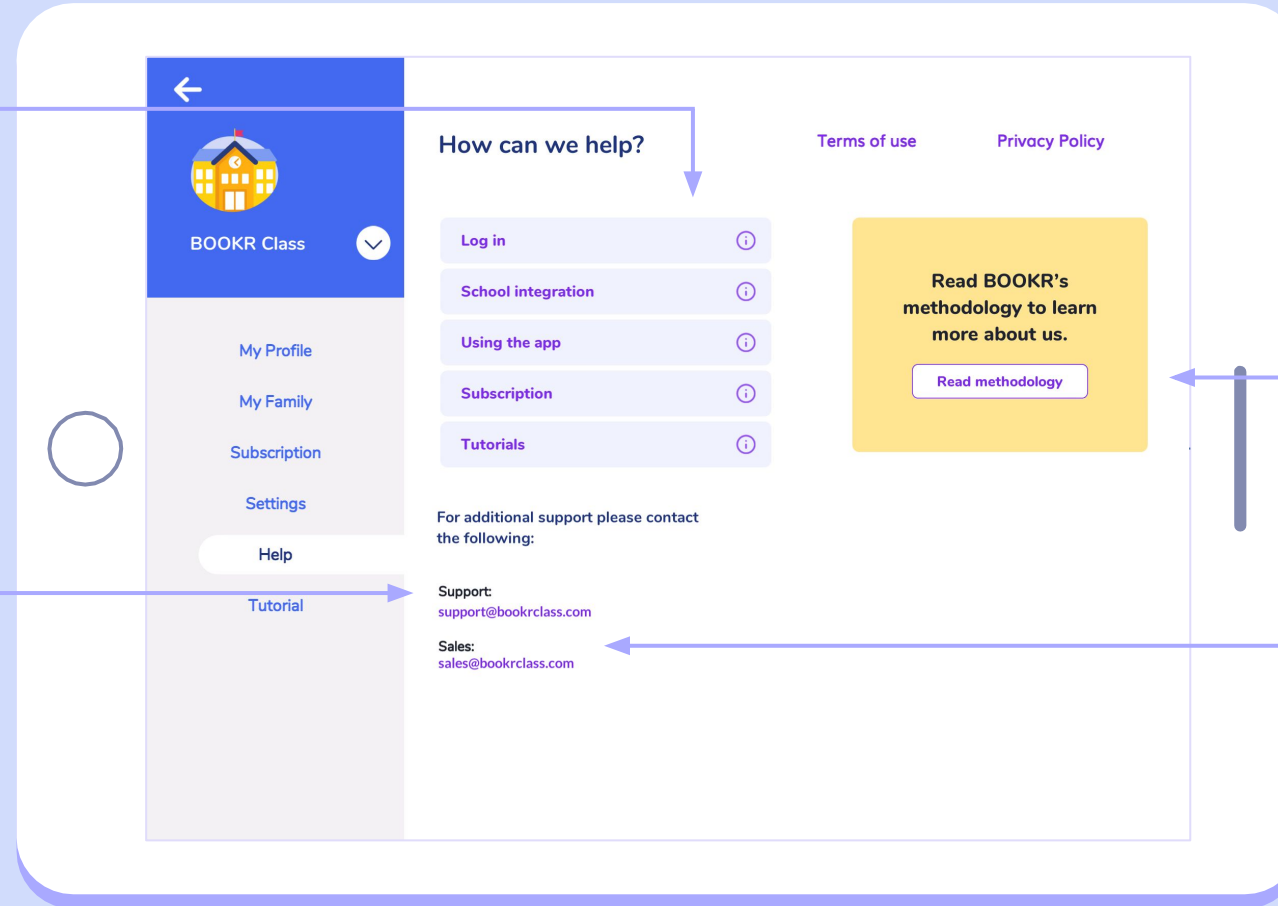 BOOKR Class
My Profile
My Family
Subscription
Settings
Help
Tutorial
How can we help?
Terms of use
Privacy Policy
Log in
School integration
Using the app
Subscription
Tutorials
For additional support please contact
the following:
Support:
support@bookrclass.com
Sales:
sales@bookrclass.com
Read BOOKR’s
methodology to learn
more about us.
Read methodology